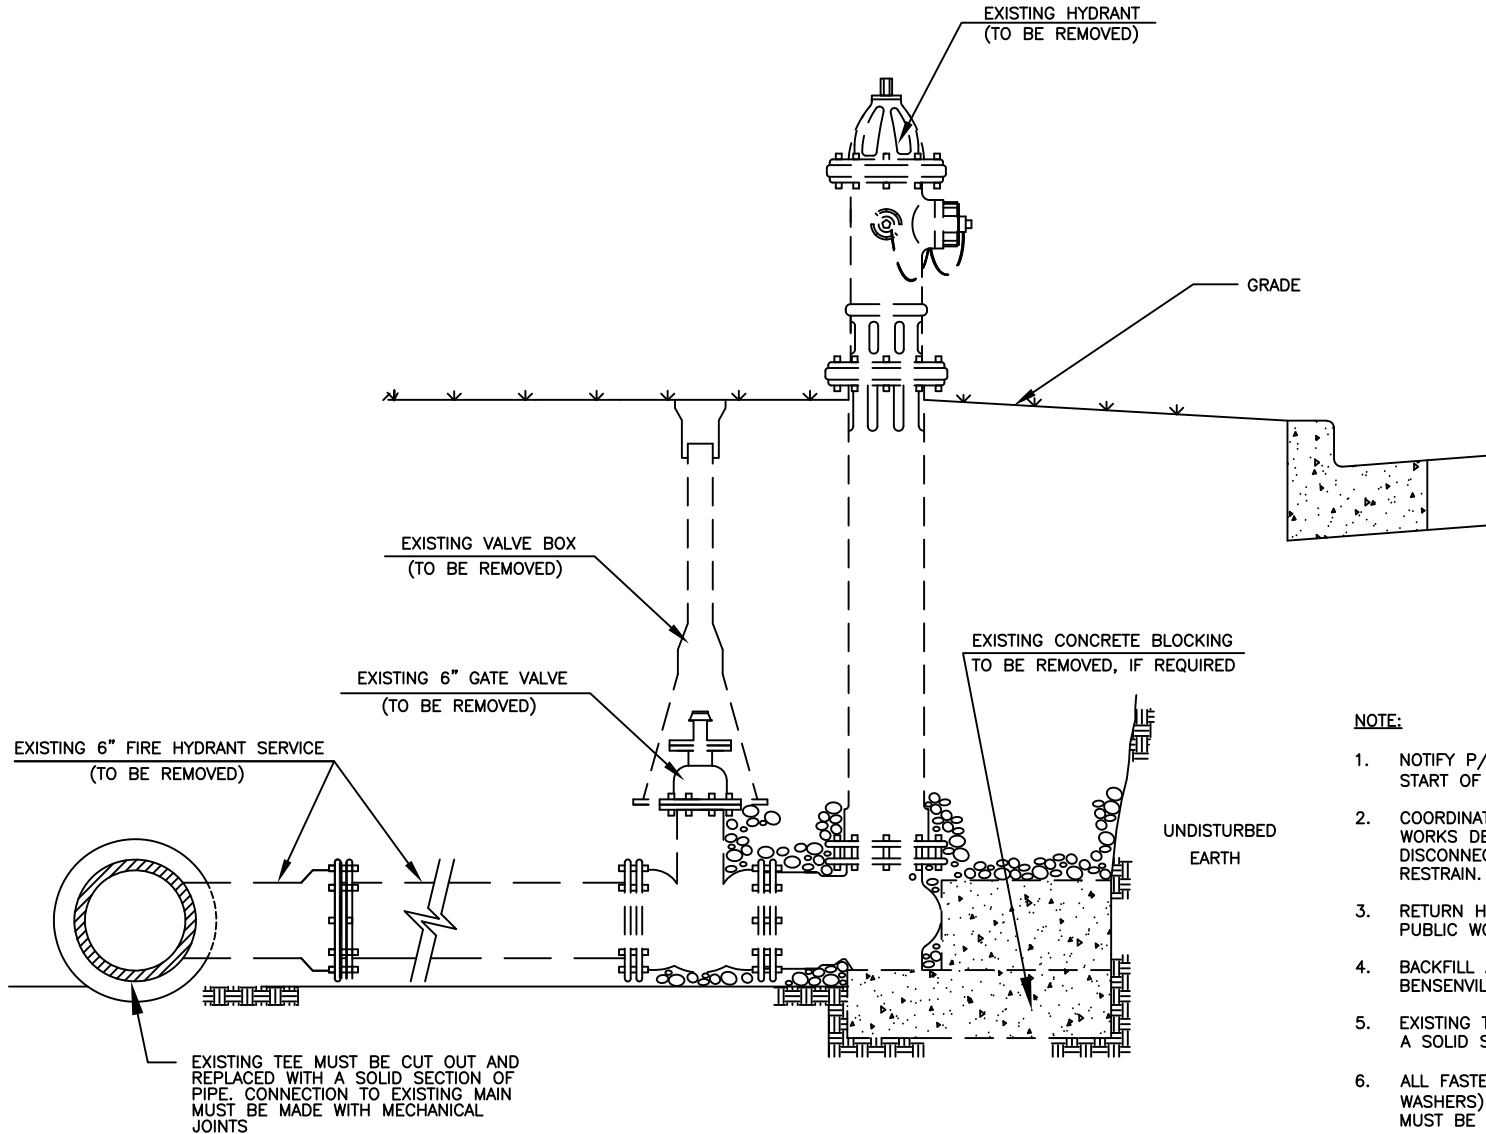 EXISTING HYDRANT
(TO BE REMOVED)
GRADE
EXISTING VALVE BOX
(TO BE REMOVED)
EXISTING CONCRETE BLOCKING
TO BE REMOVED, IF REQUIRED
EXISTING 6" GATE VALVE
(TO BE REMOVED)
EXISTING 6" FIRE HYDRANT SERVICE
(TO BE REMOVED)
UNDISTURBED
EARTH
EXISTING TEE MUST BE CUT OUT AND
REPLACED WITH A SOLID SECTION OF
PIPE. CONNECTION TO EXISTING MAIN
MUST BE MADE WITH MECHANICAL
JOINTS
NOTE:
1. NOTIFY P/
START OF
2. COORDINAT
WORKS DE
DISCONNEC
RESTRAIN.
3. RETURN H
PUBLIC WO
4. BACKFILL
BENSENVIL
5. EXISTING T
A SOLID S
6. ALL FASTE
WASHERS)
MUST BE